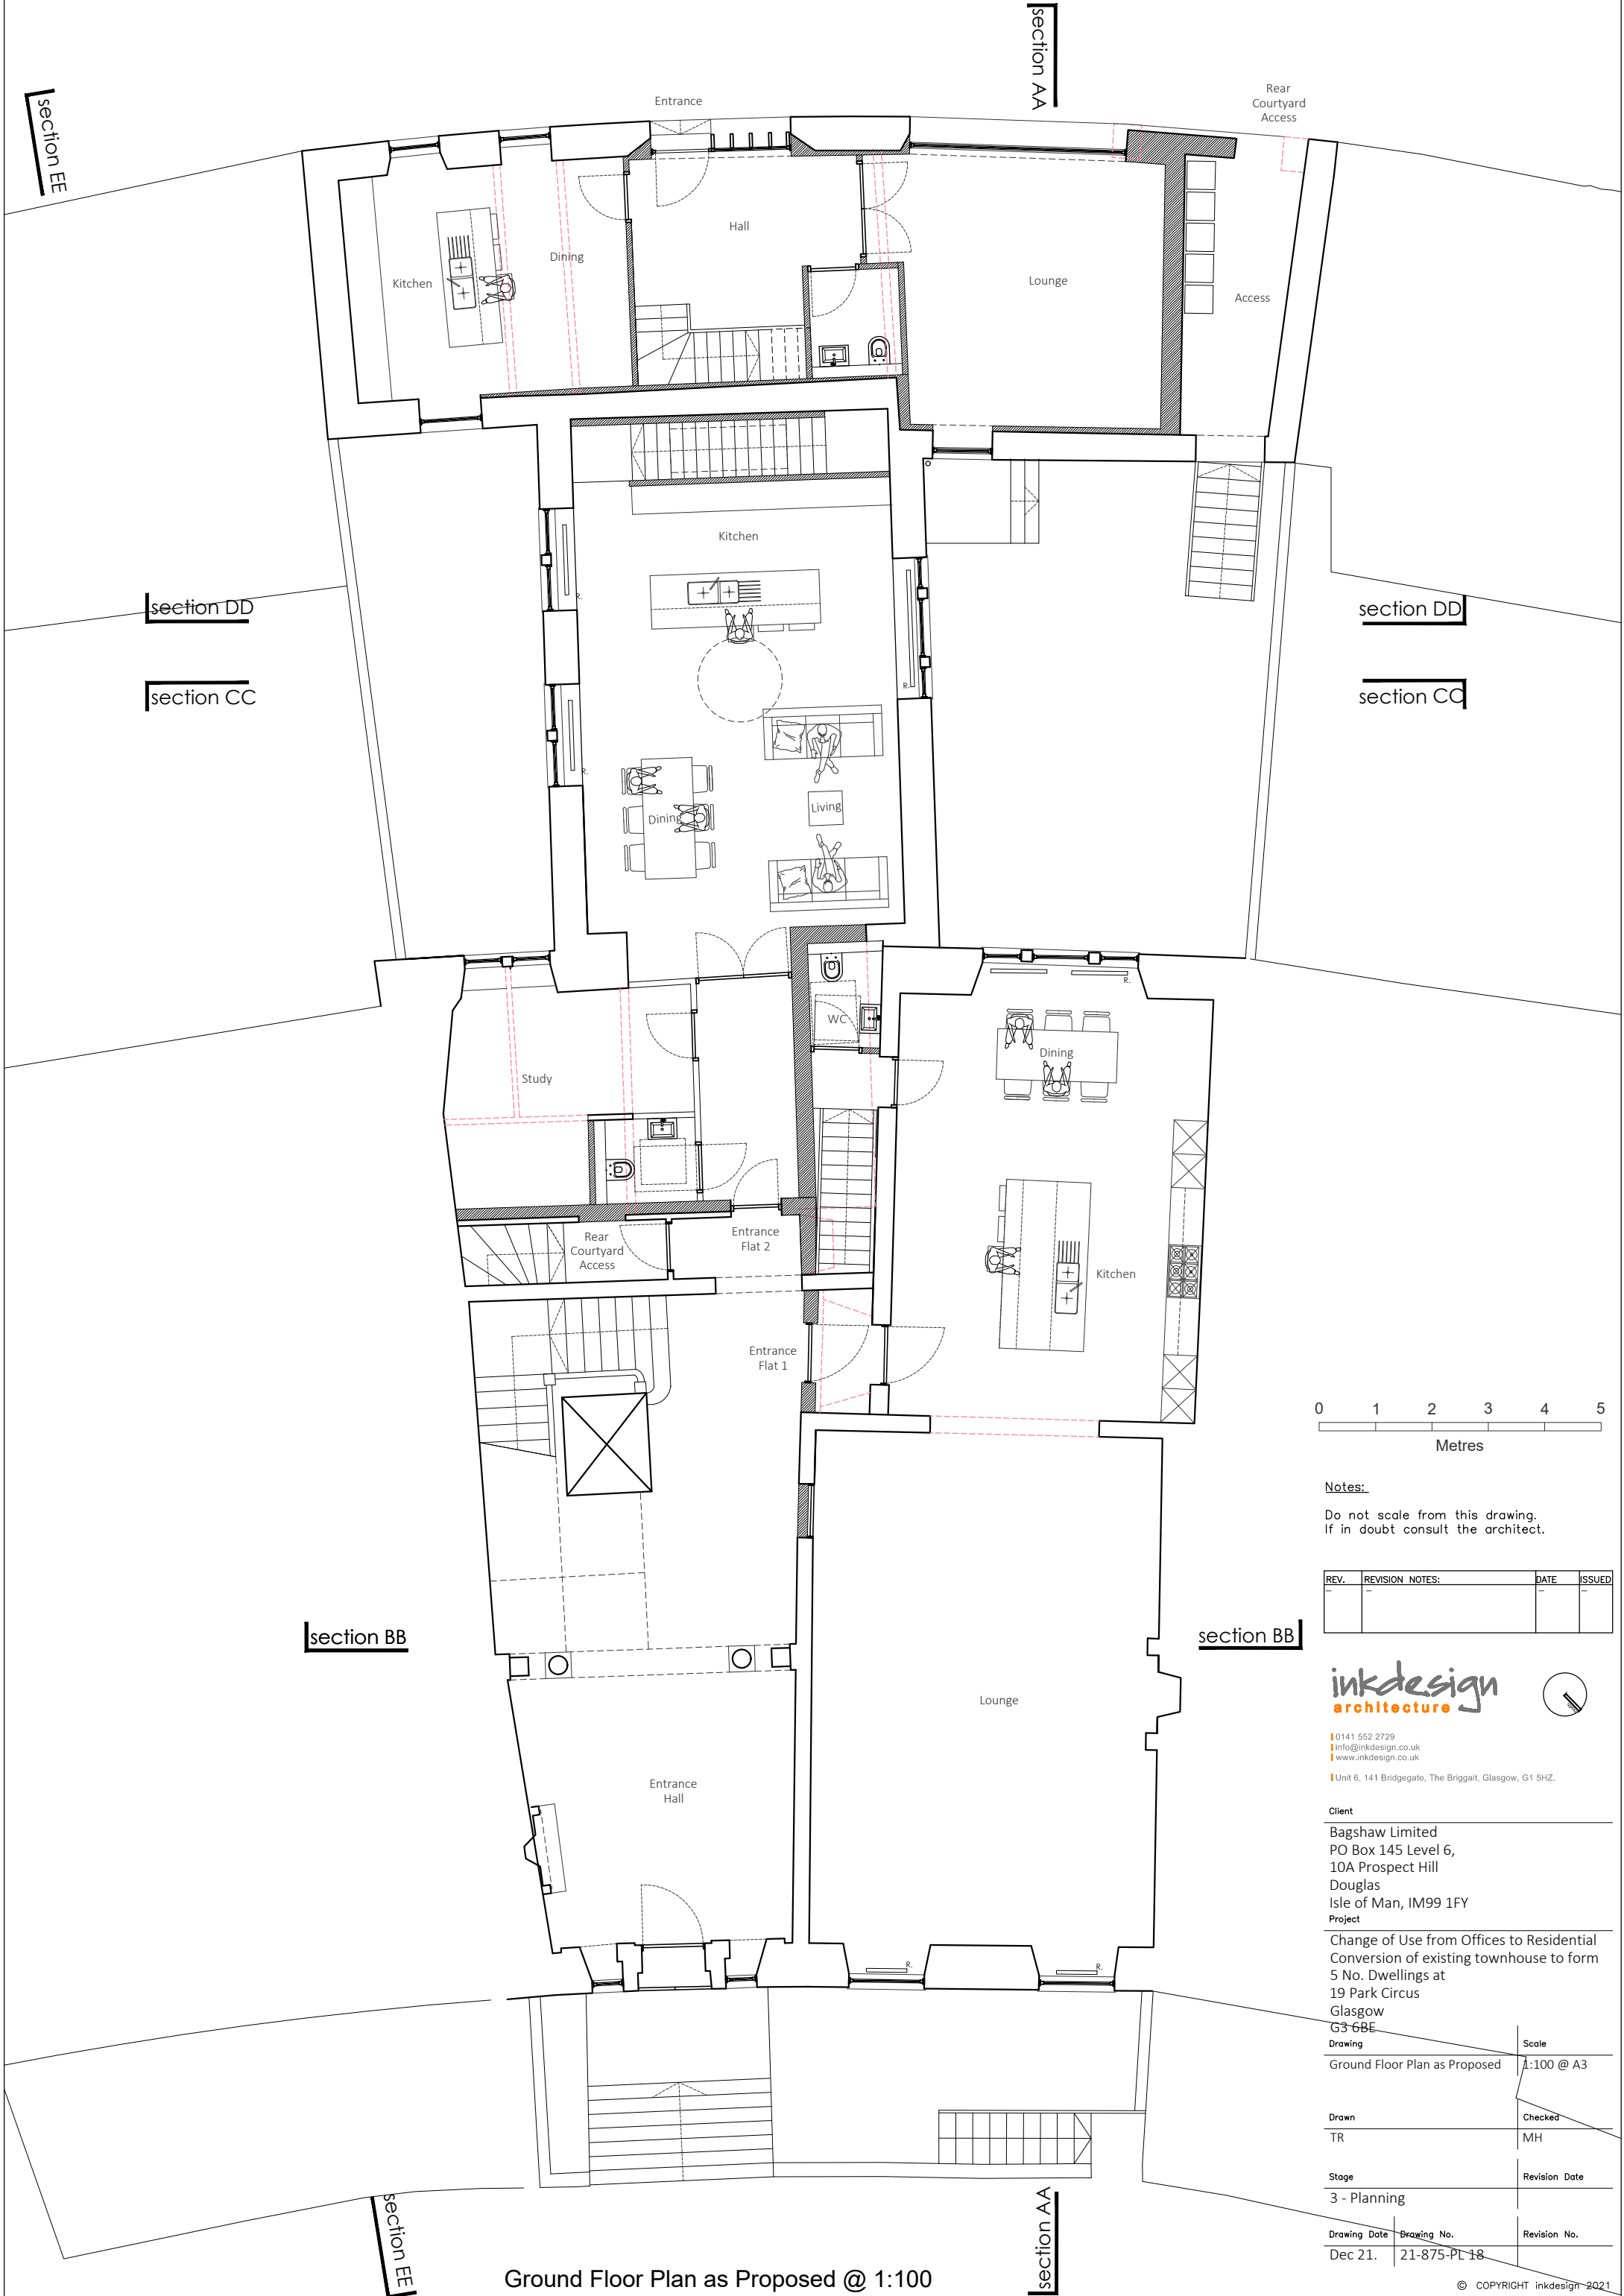 section AA
Rear
Courtyard
Access
Entrance
section EE
Hall
Dining
Kitchen
Lounge
Access
Kitchen
section DD
section DD
R.
section CC
section CC
R.
R.
Living
Dining
R.
WC
Dining
Study
Entrance
Flat 2
Rear
Courtyard
Access
Kitchen
Entrance
Flat 1
0 1 2 3 4 5
Metres
Notes:
Do not scale from this drawing.
If in doubt consult the architect.
REV. REVISION NOTES: DATE ISSUED
– – – –
section BB
section BB
inkdesign
architecture
Lounge
0141 552 2729
info@inkdesign.co.uk
www.inkdesign.co.uk
Unit 6, 141 Bridgegate, The Briggait, Glasgow, G1 5HZ.
Entrance
Hall
Client
Bagshaw Limited
PO Box 145 Level 6,
10A Prospect Hill
Douglas
Isle of Man, IM99 1FY
Project
Change of Use from Offices to Residential
Conversion of existing townhouse to form
5 No. Dwellings at
19 Park Circus
Glasgow
G3 6BE
R.
R.
Drawing Scale
Ground Floor Plan as Proposed 1:100 @ A3
Drawn Checked
TR MH
Stage Revision Date
3 - Planning
Drawing Date Drawing No. Revision No.
Dec 21. 21-875-PL 18
section EE
section AA
Ground Floor Plan as Proposed @ 1:100
© COPYRIGHT inkdesign 2021